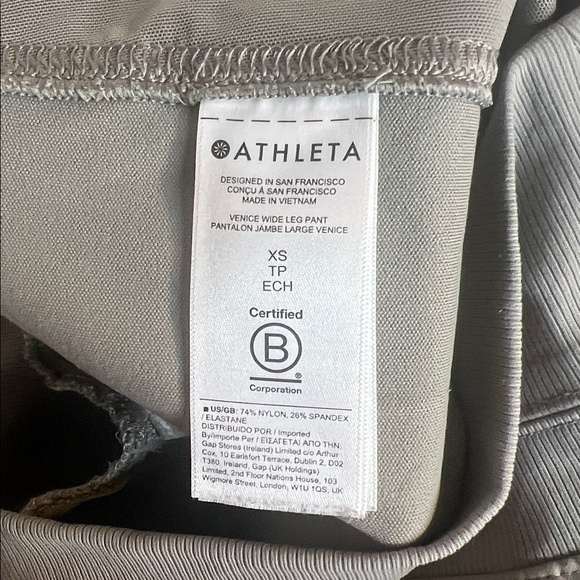 ATHLETA
DESIGNED IN SAN FRANCISCO
CONÇU À SAN FRANCISCO
MADE IN VIETNAM
VENICE WIDE LEG PANT
PANTALON JAMBE LARGE VENICE
XS
TP
ECH
Certified
B
®
Corporation
■ US/GB: 74% NYLON, 26% SPANDEX
/ ELASTANE
DISTRIBUIDO POR / Imported
By/Importe Per / ΕΙΣΑΓΕΤΑΙ ΑΠΟ ΤΗΝ:
Gap Stores (Ireland) Limited c/o Arthur
Cox, 10 Earlsfort Terrace, Dublin 2, D02
T380, Ireland, Gap (UK Holdings)
Limited, 2nd Floor Nations House, 103
Wigmore Street, London, W1U 1QS, UK